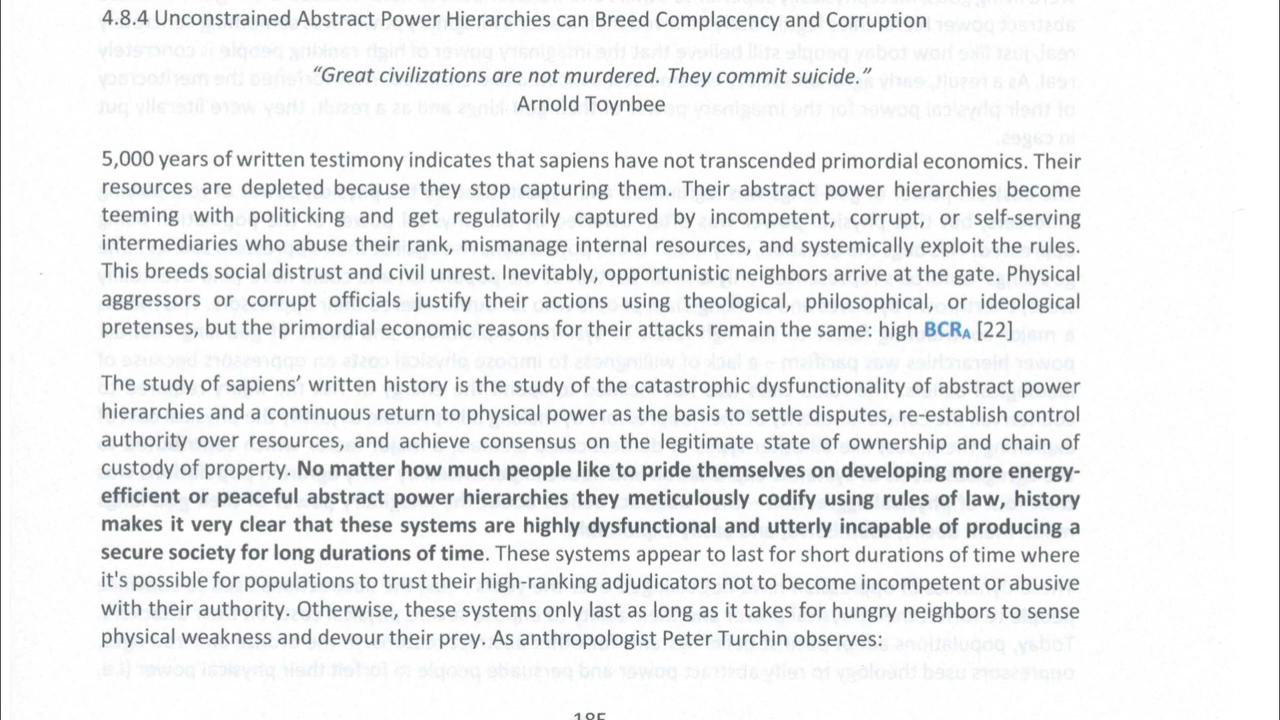 4.8.4 Unconstrained Abstract Power Hierarchies can Breed Complacency and Corruption
“Great civilizations are not murdered. They commit suicide.”
Arnold Toynbee
5,000 years of written testimony indicates that sapiens have not transcended primordial economics. Their
resources are depleted because they stop capturing them. Their abstract power hierarchies become
teeming with politicking and get regulatorily captured by incompetent, corrupt, or self-serving
intermediaries who abuse their rank, mismanage internal resources, and systemically exploit the rules.
This breeds social distrust and civil unrest. Inevitably, opportunistic neighbors arrive at the gate. Physical
aggressors or corrupt officials justify their actions using theological, philosophical, or ideological
pretenses, but the primordial economic reasons for their attacks remain the same: high BCRA [22]
The study of sapiens’ written history is the study of the catastrophic dysfunctionality of abstract power
hierarchies and a continuous return to physical power as the basis to settle disputes, re-establish control
authority over resources, and achieve consensus on the legitimate state of ownership and chain of
custody of property. No matter how much people like to pride themselves on developing more energy-
efficient or peaceful abstract power hierarchies they meticulously codify using rules of law, history
makes it very clear that these systems are highly dysfunctional and utterly incapable of producing a
secure society for long durations of time. These systems appear to last for short durations of time where
it's possible for populations to trust their high-ranking adjudicators not to become incompetent or abusive
with their authority. Otherwise, these systems only last as long as it takes for hungry neighbors to sense
physical weakness and devour their prey. As anthropologist Peter Turchin observes:
185